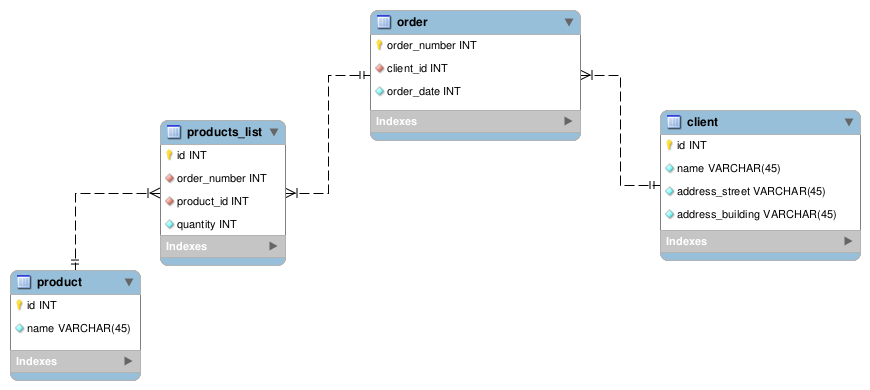 order
order_number INT
client_id INT
order_date INT
Indexes
products_list
id INT
order_number INT
product_id INT
quantity INT
Indexes
client
id INT
name VARCHAR(45)
address_street VARCHAR(45)
address_building VARCHAR(45)
Indexes
product
id INT
name VARCHAR(45)
Indexes